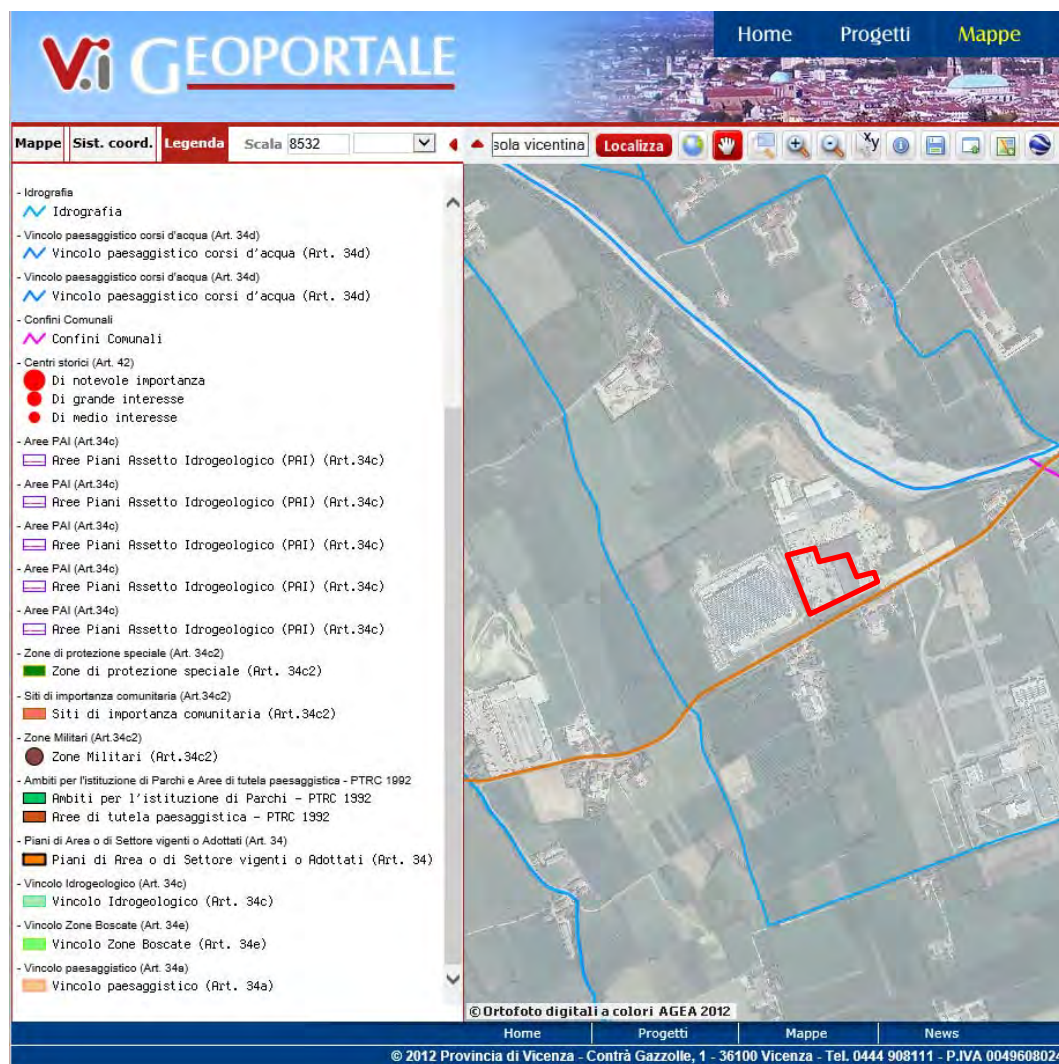 V.i GEOPORTALE
Home Progetti Mappe
Mappe Sist. coord. Legenda Scala 8532 sola vicentina Localizza xy
- Idrografia
Idrografia
- Vincolo paesaggistico corsi d'acqua (Art. 34d)
Vincolo paesaggistico corsi d'acqua (Art. 34d)
- Vincolo paesaggistico corsi d'acqua (Art. 34d)
Vincolo paesaggistico corsi d'acqua (Art. 34d)
- Confini Comunali
Confini Comunali
- Centri storici (Art. 42)
Di notevole importanza
Di grande interesse
Di medio interesse
- Aree PAI (Art.34c)
Aree Piani Assetto Idrogeologico (PAI) (Art.34c)
- Aree PAI (Art.34c)
Aree Piani Assetto Idrogeologico (PAI) (Art.34c)
- Aree PAI (Art.34c)
Aree Piani Assetto Idrogeologico (PAI) (Art.34c)
- Aree PAI (Art.34c)
Aree Piani Assetto Idrogeologico (PAI) (Art.34c)
- Aree PAI (Art.34c)
Aree Piani Assetto Idrogeologico (PAI) (Art.34c)
- Zone di protezione speciale (Art. 34c2)
Zone di protezione speciale (Art. 34c2)
- Siti di importanza comunitaria (Art.34c2)
Siti di importanza comunitaria (Art.34c2)
- Zone Militari (Art.34c2)
Zone Militari (Art.34c2)
- Ambiti per l'istituzione di Parchi e Aree di tutela paesaggistica - PTRC 1992
Ambiti per l'istituzione di Parchi - PTRC 1992
Aree di tutela paesaggistica - PTRC 1992
- Piani di Area o di Settore vigenti o Adottati (Art. 34)
Piani di Area o di Settore vigenti o Adottati (Art. 34)
- Vincolo Idrogeologico (Art. 34c)
Vincolo Idrogeologico (Art. 34c)
- Vincolo Zone Boscate (Art. 34e)
Vincolo Zone Boscate (Art. 34e)
- Vincolo paesaggistico (Art. 34a)
Vincolo paesaggistico (Art. 34a)
© Ortofoto digitali a colori AGEA 2012
Home Progetti Mappe News
© 2012 Provincia di Vicenza - Contrà Gazzolle, 1 - 36100 Vicenza - Tel. 0444 908111 - P.IVA 004960802